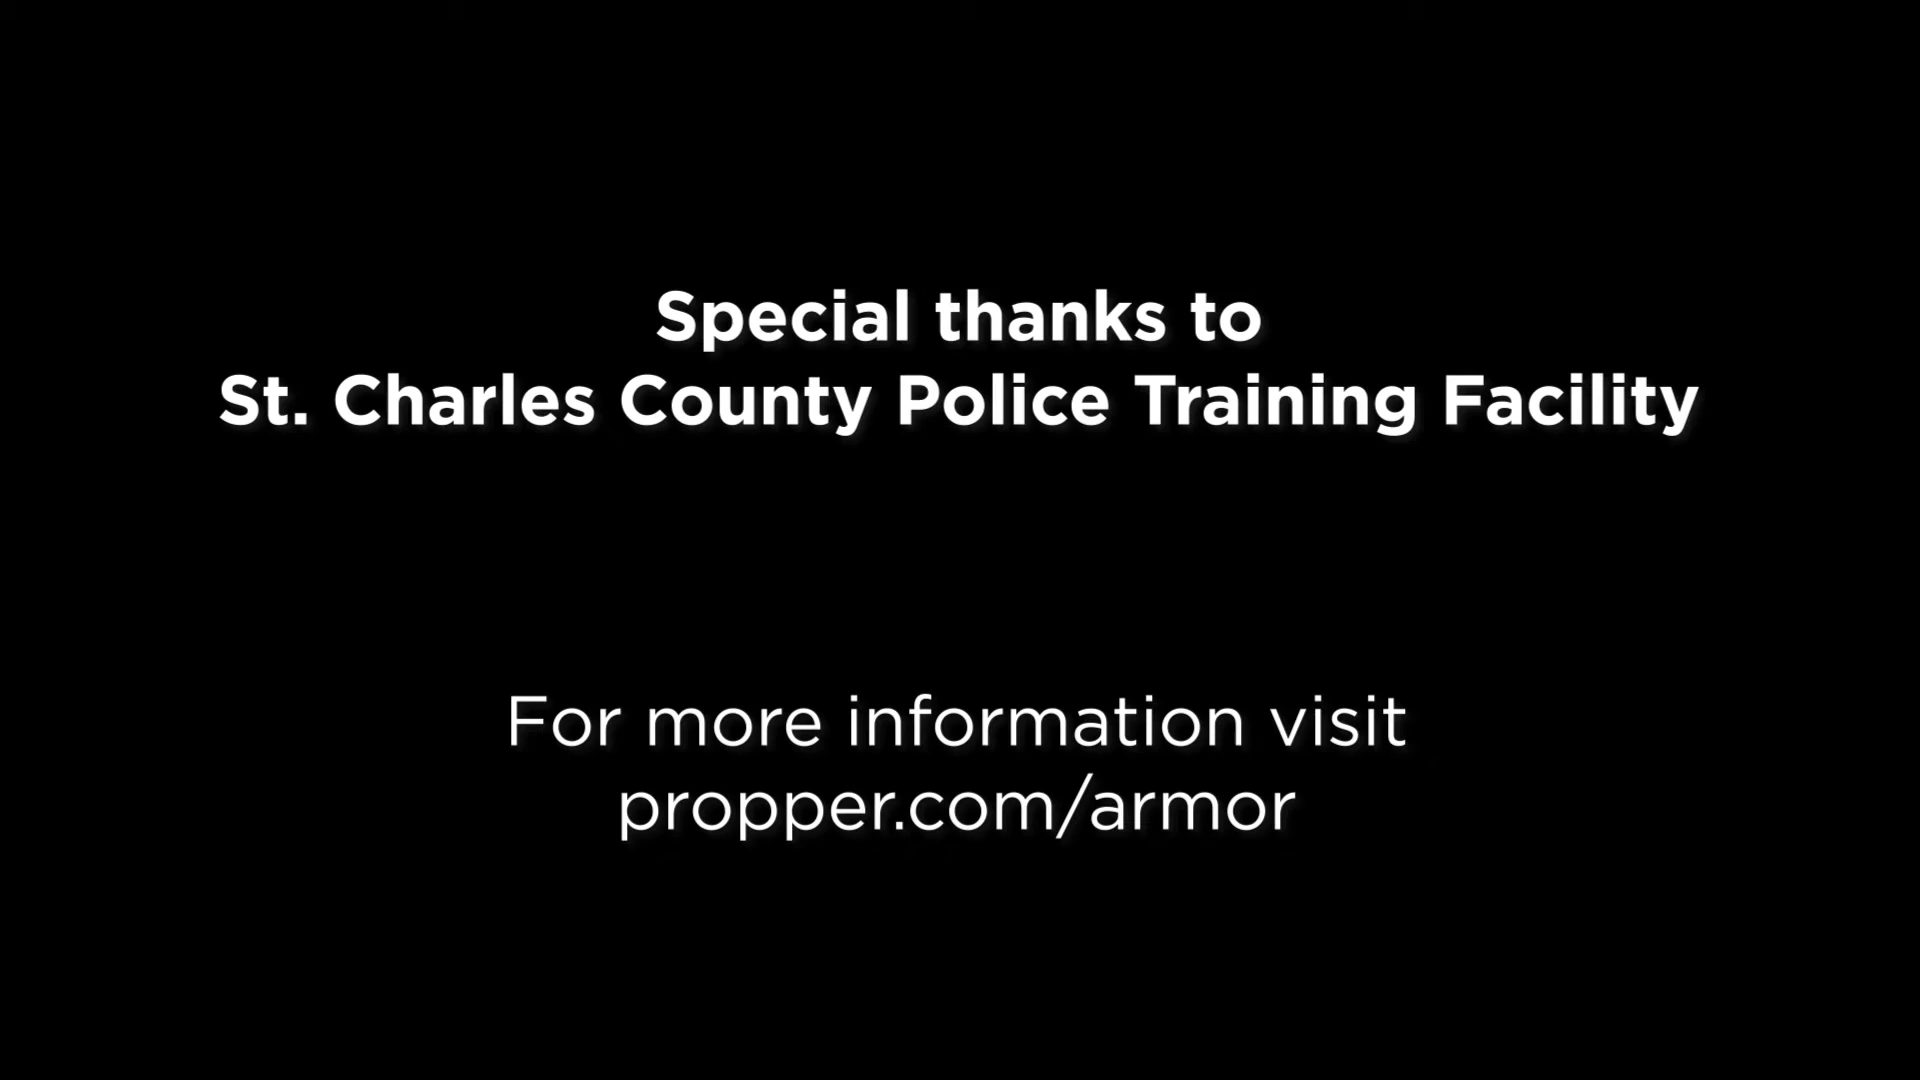 Special thanks to
St. Charles County Police Training Facility
For more information visit
propper.com/armor